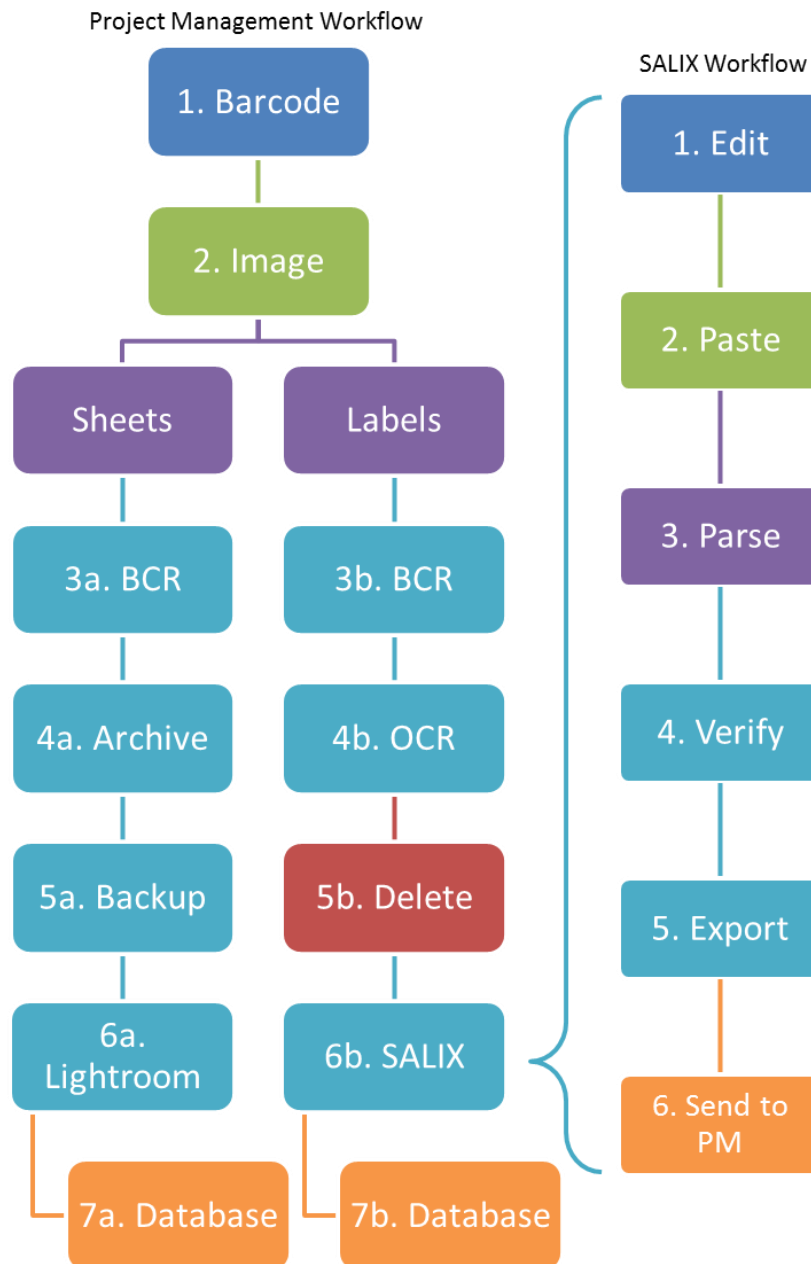 Project Management Workflow
1. Barcode
2. Image
Sheets
Labels
3a. BCR
3b. BCR
4a. Archive
4b. OCR
5a. Backup
5b. Delete
6a.
Lightroom
6b. SALIX
7a. Database
7b. Database
SALIX Workflow
1. Edit
2. Paste
3. Parse
4. Verify
5. Export
6. Send to
PM